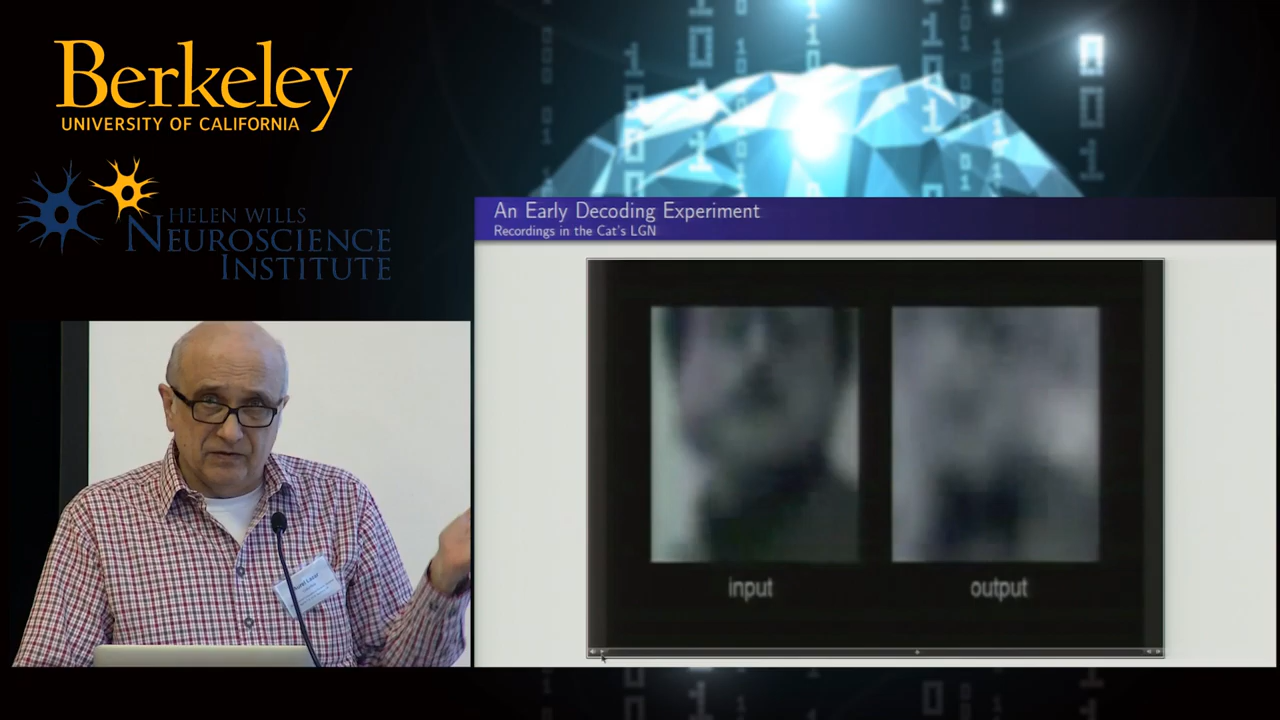 Berkeley
UNIVERSITY OF CALIFORNIA
HELEN WILLS
NEUROSCIENCE
INSTITUTE
An Early Decoding Experiment
Recordings in the Cat's LGN
input
output